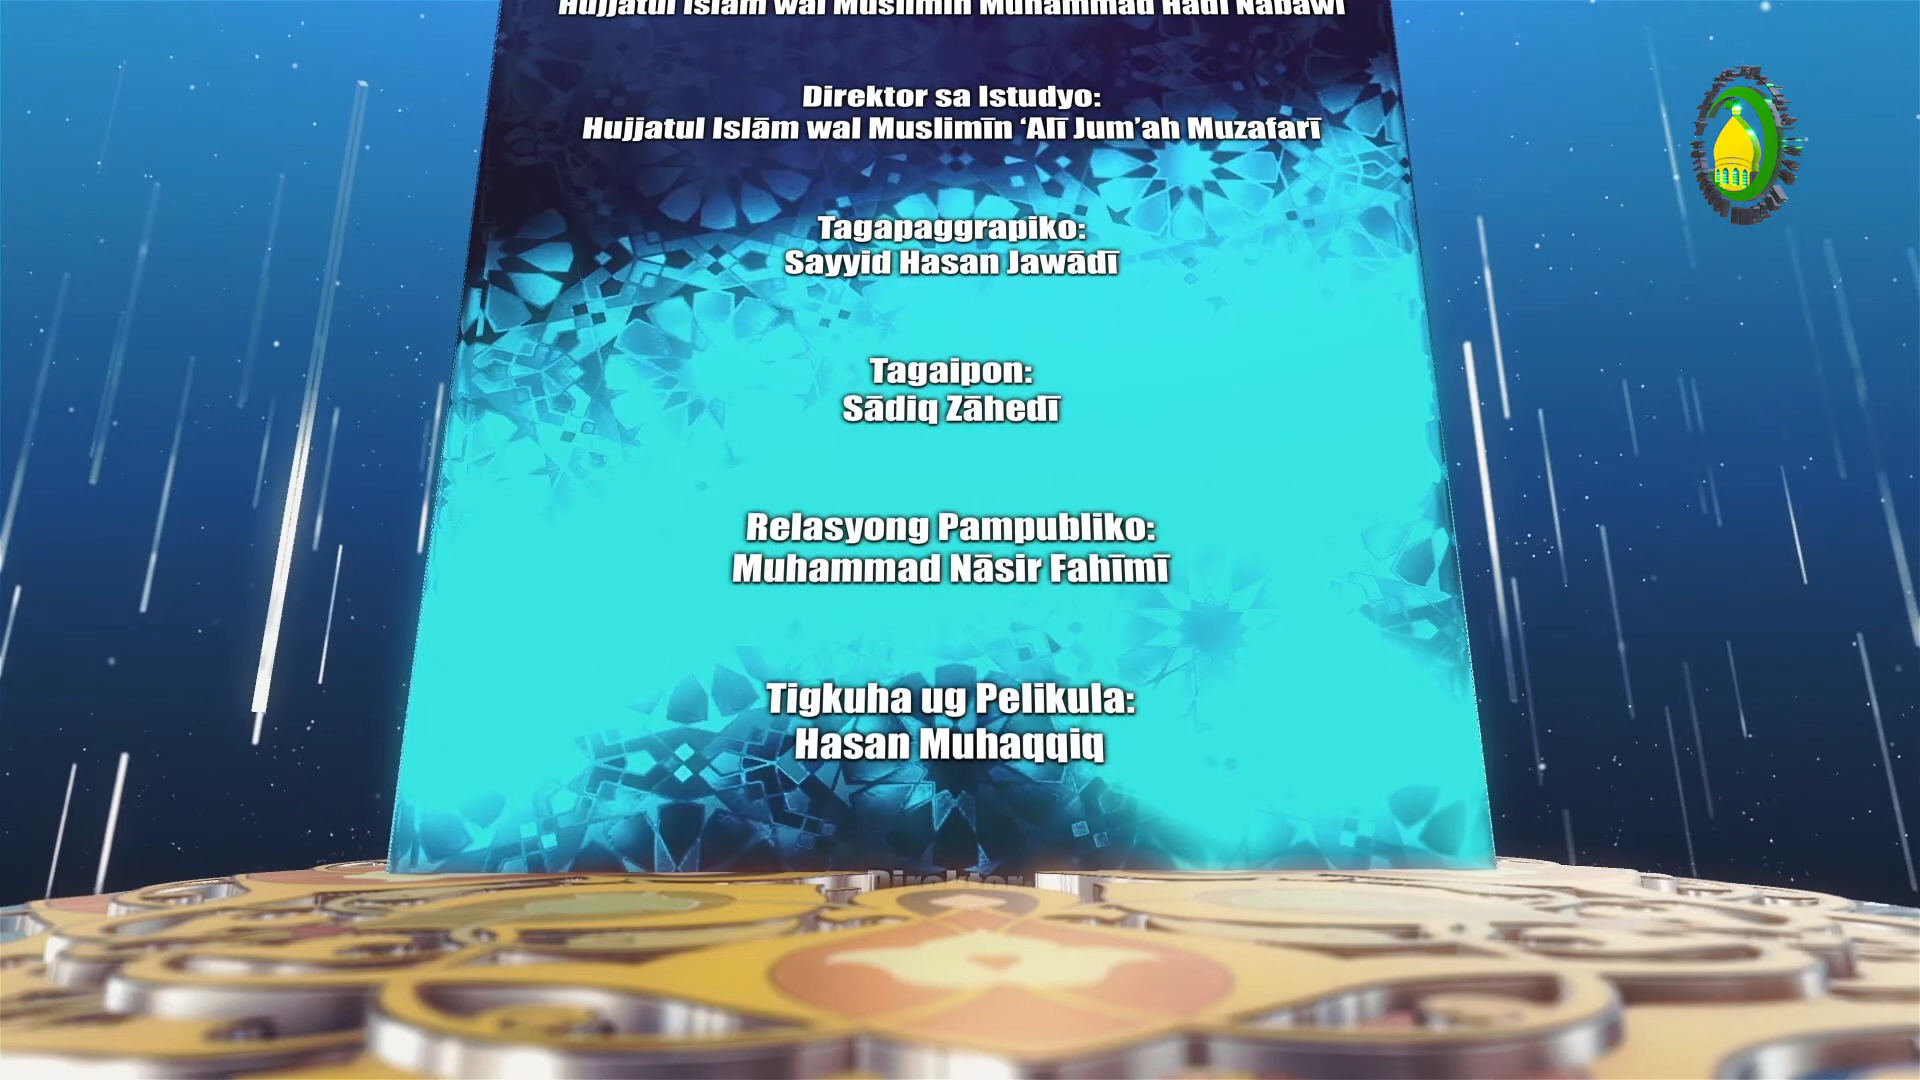 Hujjatul Islām wal Muslimīn Muhammad Hādī Nabawī
Direktor sa Istudyo:
Hujjatul Islām wal Muslimīn ‘Alī Jum’ah Muzafarī
Tagapaggrapiko:
Sayyid Hasan Jawādī
Tagaipon:
Sādiq Zāhedī
Relasyong Pampubliko:
Muhammad Nāsir Fahīmī
Tigkuha ug Pelikula:
Hasan Muhaqqiq
Direktor